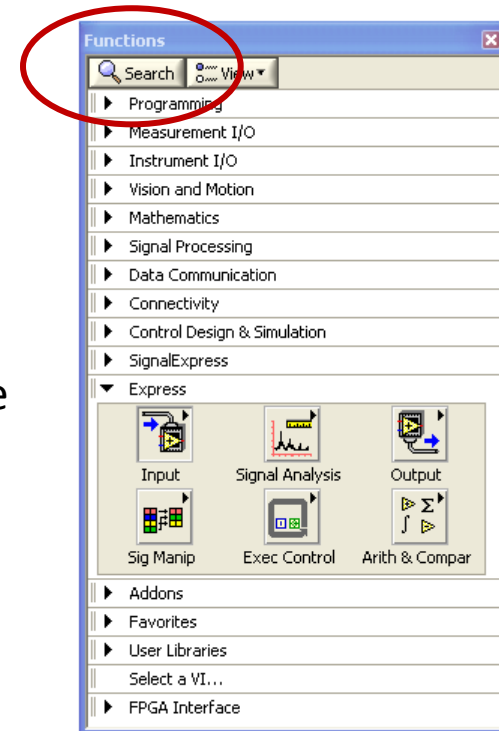 Functions
Search View
Programming
Measurement I/O
Instrument I/O
Vision and Motion
Mathematics
Signal Processing
Data Communication
Connectivity
Control Design & Simulation
SignalExpress
e
Express
Input Signal Analysis Output
Sig Manip Exec Control Arith & Compar
Addons
Favorites
User Libraries
Select a VI...
FPGA Interface